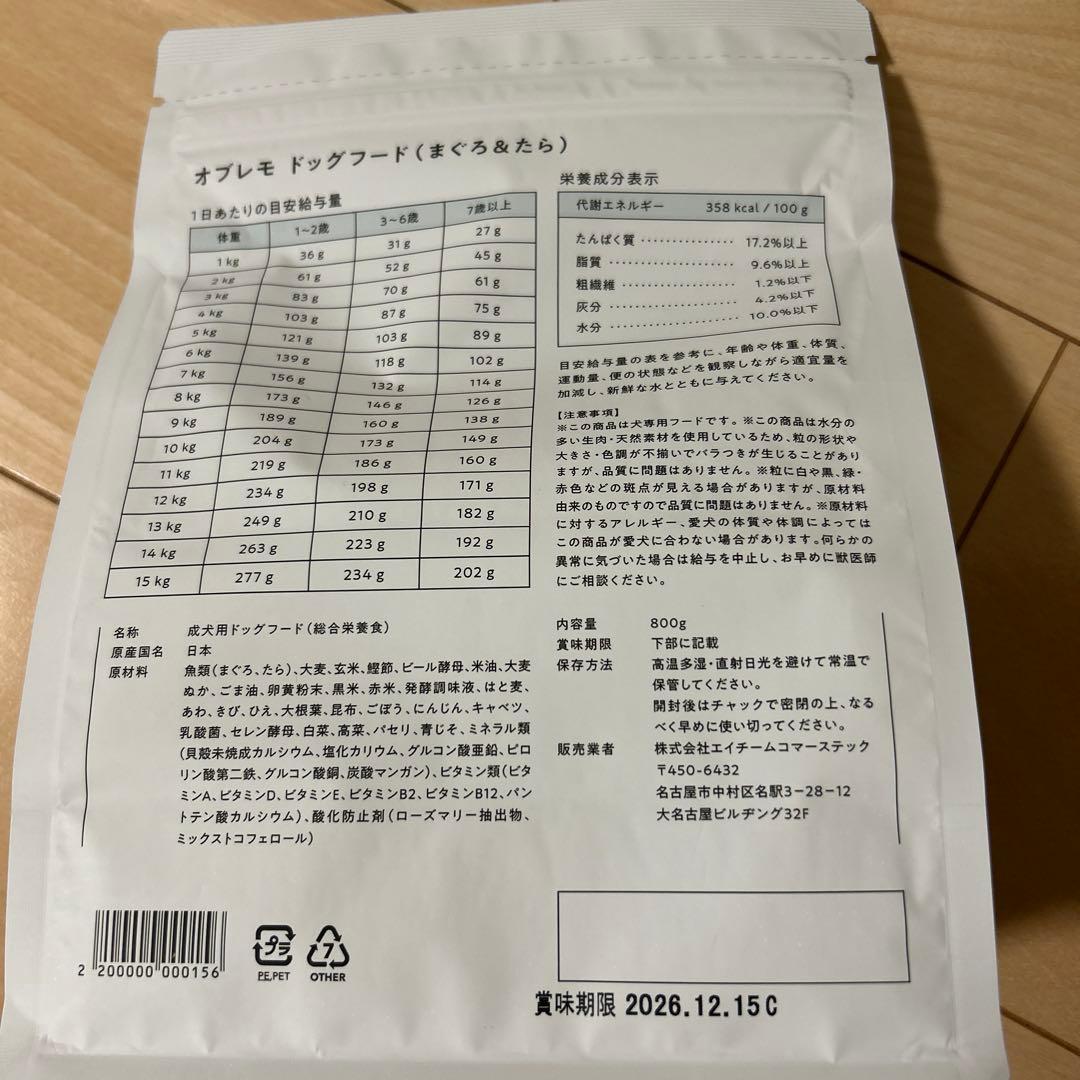 オブレモ ドッグフード（まぐろ＆たら）
1日あたりの目安給与量
体重 1〜2歳 3〜6歳 7歳以上
1 kg 36 g 31 g 27 g
2 kg 61 g 52 g 45 g
3 kg 83 g 70 g 61 g
4 kg 103 g 87 g 75 g
5 kg 121 g 103 g 89 g
6 kg 139 g 118 g 102 g
7 kg 156 g 132 g 114 g
8 kg 173 g 146 g 126 g
9 kg 189 g 160 g 138 g
10 kg 204 g 173 g 149 g
11 kg 219 g 186 g 160 g
12 kg 234 g 198 g 171 g
13 kg 249 g 210 g 182 g
14 kg 263 g 223 g 192 g
15 kg 277 g 234 g 202 g
栄養成分表示
代謝エネルギー 358 kcal / 100 g
たんぱく質 ·············· 17.2%以上
脂質 ···················· 9.6%以上
粗繊維 ·················· 1.2%以下
灰分 ···················· 4.2%以下
水分 ···················· 10.0%以下
目安給与量の表を参考に、年齢や体重、体質、
運動量、便の状態などを観察しながら適宜量を
加減し、新鮮な水とともに与えてください。
【注意事項】
※この商品は犬専用フードです。※この商品は水分の
多い生肉・天然素材を使用しているため、粒の形状や
大きさ・色調が不揃いでバラつきが生じることがあり
ますが、品質に問題はありません。※粒に白や黒、緑・
赤色などの斑点が見える場合がありますが、原材料
由来のものですので品質に問題はありません。※原材料
に対するアレルギー、愛犬の体質や体調によっては
この商品が愛犬に合わない場合があります。何らかの
異常に気づいた場合は給与を中止し、お早めに獣医師
にご相談ください。
名称 成犬用ドッグフード（総合栄養食）
原産国名 日本
原材料 魚類（まぐろ、たら）、大麦、玄米、鰹節、ビール酵母、米油、大麦
ぬか、ごま油、卵黄粉末、黒米、赤米、発酵調味液、はと麦、
あわ、きび、ひえ、大根葉、昆布、ごぼう、にんじん、キャベツ、
乳酸菌、セレン酵母、白菜、高菜、パセリ、青じそ、ミネラル類
（貝殻未焼成カルシウム、塩化カリウム、グルコン酸亜鉛、ピロ
リン酸第二鉄、グルコン酸銅、炭酸マンガン）、ビタミン類（ビタ
ミンA、ビタミンD、ビタミンE、ビタミンB2、ビタミンB12、パン
トテン酸カルシウム）、酸化防止剤（ローズマリー抽出物、
ミックストコフェロール）
内容量 800g
賞味期限 下部に記載
保存方法 高温多湿・直射日光を避けて常温で
保管してください。
開封後はチャックで密閉の上、なる
べく早めに使い切ってください。
販売業者 株式会社エイチームコマーステック
〒450-6432
名古屋市中村区名駅3−28−12
大名古屋ビルヂング32F
2 200000 000156
プラ
PE,PET
7
OTHER
賞味期限 2026.12.15C